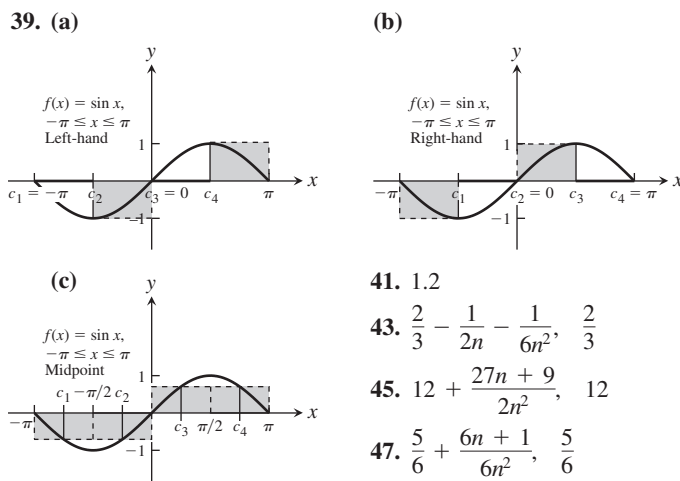 39. (a)
y
f(x) = sin x,
−π ≤ x ≤ π
Left-hand
1
c₁ = −π c₂ c₃ = 0 c₄ π x
−1
(b)
y
f(x) = sin x,
−π ≤ x ≤ π
Right-hand
1
−π c₁ c₂ = 0 c₃ c₄ = π x
−1
(c)
y
f(x) = sin x,
−π ≤ x ≤ π
Midpoint
1
c₁ −π/2 c₂
−π c₃ π/2 c₄ π x
−1
41. 1.2
43. 2/3 − 1/2n − 1/6n², 2/3
45. 12 + (27n + 9)/2n², 12
47. 5/6 + (6n + 1)/6n², 5/6